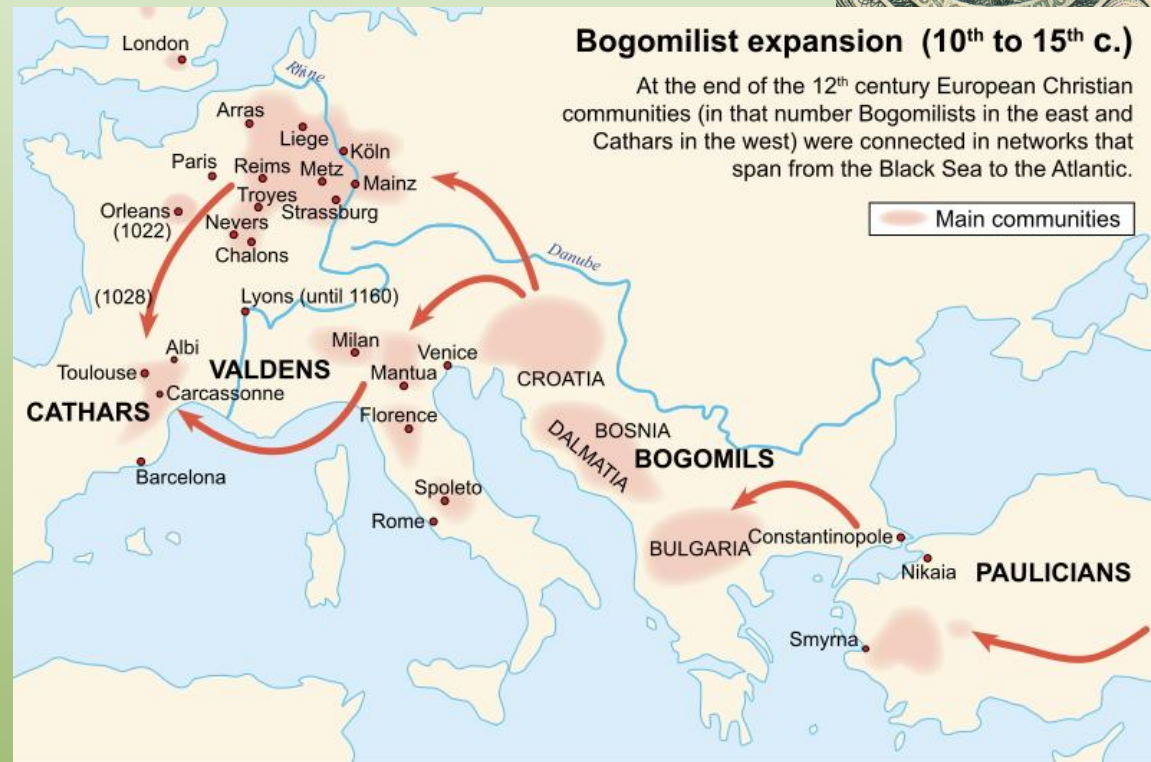 Bogomilist expansion (10th to 15th c.)
At the end of the 12th century European Christian
communities (in that number Bogomilists in the east and
Cathars in the west) were connected in networks that
span from the Black Sea to the Atlantic.
Main communities
London
Rhine
Arras
Liege
Köln
Paris
Reims
Metz
Mainz
Troyes
Orleans
(1022)
Strassburg
Nevers
Chalons
Danube
(1028)
Lyons (until 1160)
Albi
VALDENS
Milan
Venice
Toulouse
Mantua
CROATIA
Carcassonne
CATHARS
Florence
BOSNIA
DALMATIA
BOGOMILS
Barcelona
Spoleto
Rome
BULGARIA
Constantinopole
Nikaia
PAULICIANS
Smyrna